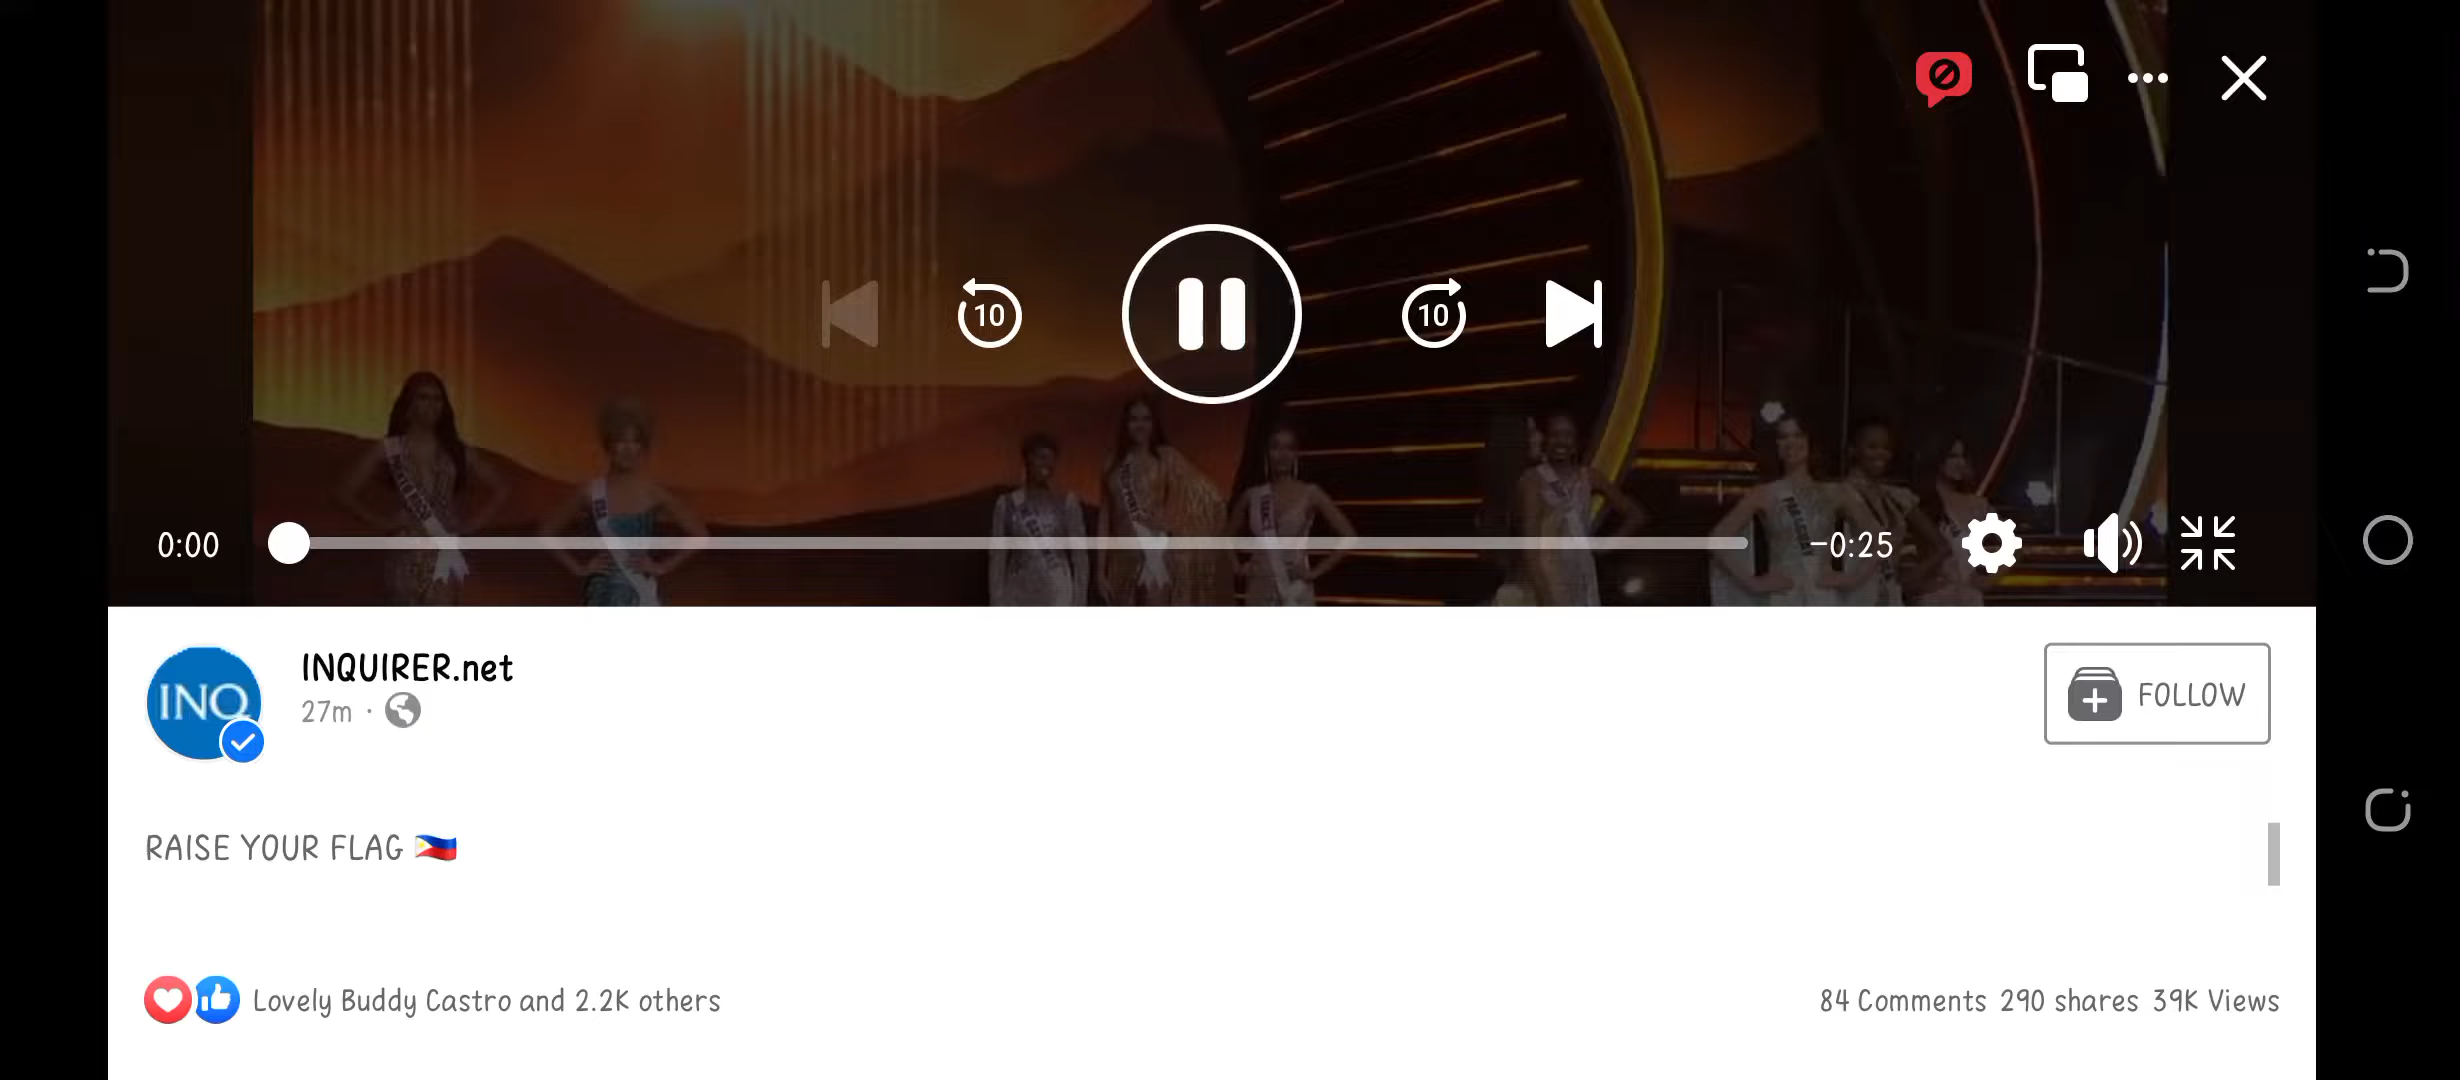 10
10
0:00
-0:25
INQ
INQUIRER.net
27m ·
FOLLOW
RAISE YOUR FLAG 🇵🇭
Lovely Buddy Castro and 2.2K others
84 Comments 290 shares 39K Views